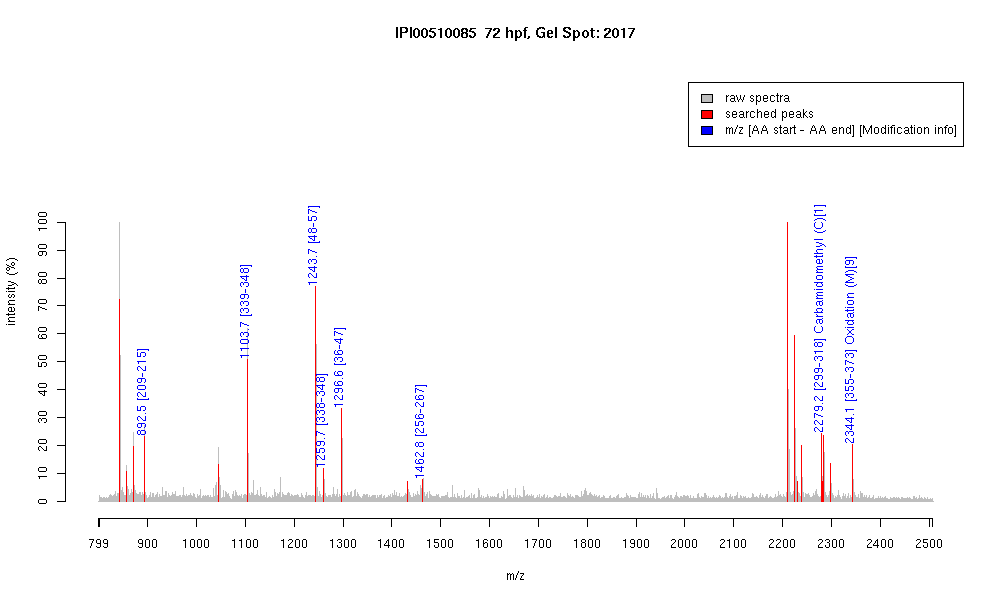 IPI00510085 72 hpf, Gel Spot: 2017
raw spectra
searched peaks
m/z [AA start - AA end] [Modification info]
intensity (%)
100
90
80
70
60
50
40
30
20
10
0
892.5 [209-215]
1103.7 [339-348]
1243.7 [48-57]
1259.7 [338-348]
1296.6 [36-47]
1462.8 [256-267]
2279.2 [299-318] Carbamidomethyl (C)[1]
2344.1 [355-373] Oxidation (M)[9]
799 900 1000 1100 1200 1300 1400 1500 1600 1700 1800 1900 2000 2100 2200 2300 2400 2500
m/z